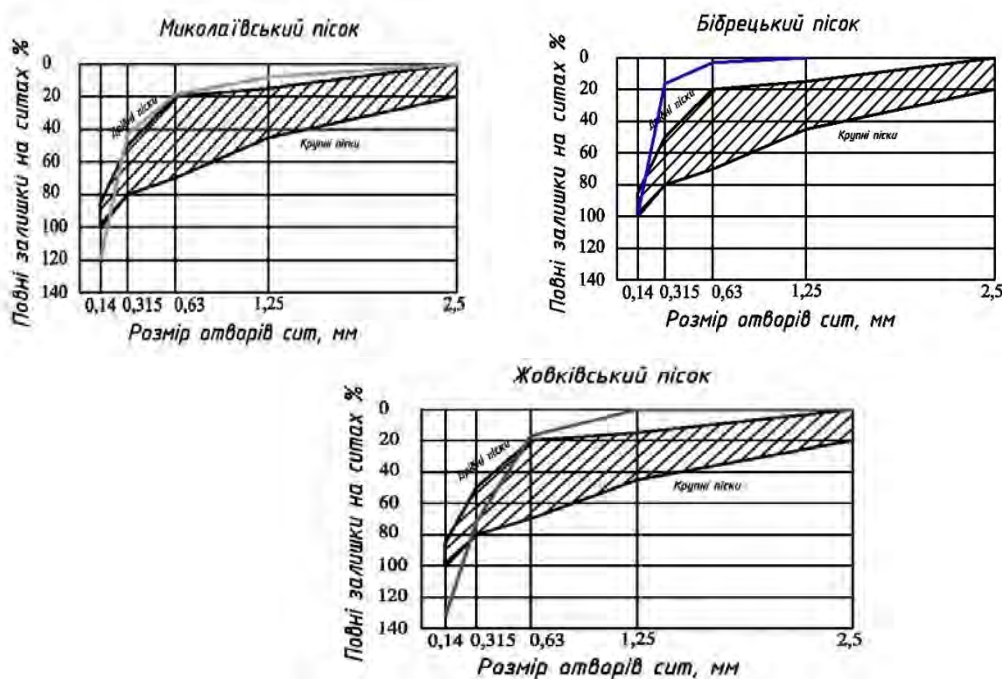 Миколаївський пісок
Повні залишки на ситах %
0
20
40
60
80
100
120
140
Дрібні піски
Крупні піски
0,14 0,315 0,63 1,25 2,5
Розмір отворів сит, мм
Бібрецький пісок
Повні залишки на ситах %
0
20
40
60
80
100
120
140
Дрібні піски
Крупні піски
0,14 0,315 0,63 1,25 2,5
Розмір отворів сит, мм
Жовківський пісок
Повні залишки на ситах %
0
20
40
60
80
100
120
140
Дрібні піски
Крупні піски
0,14 0,315 0,63 1,25 2,5
Розмір отворів сит, мм